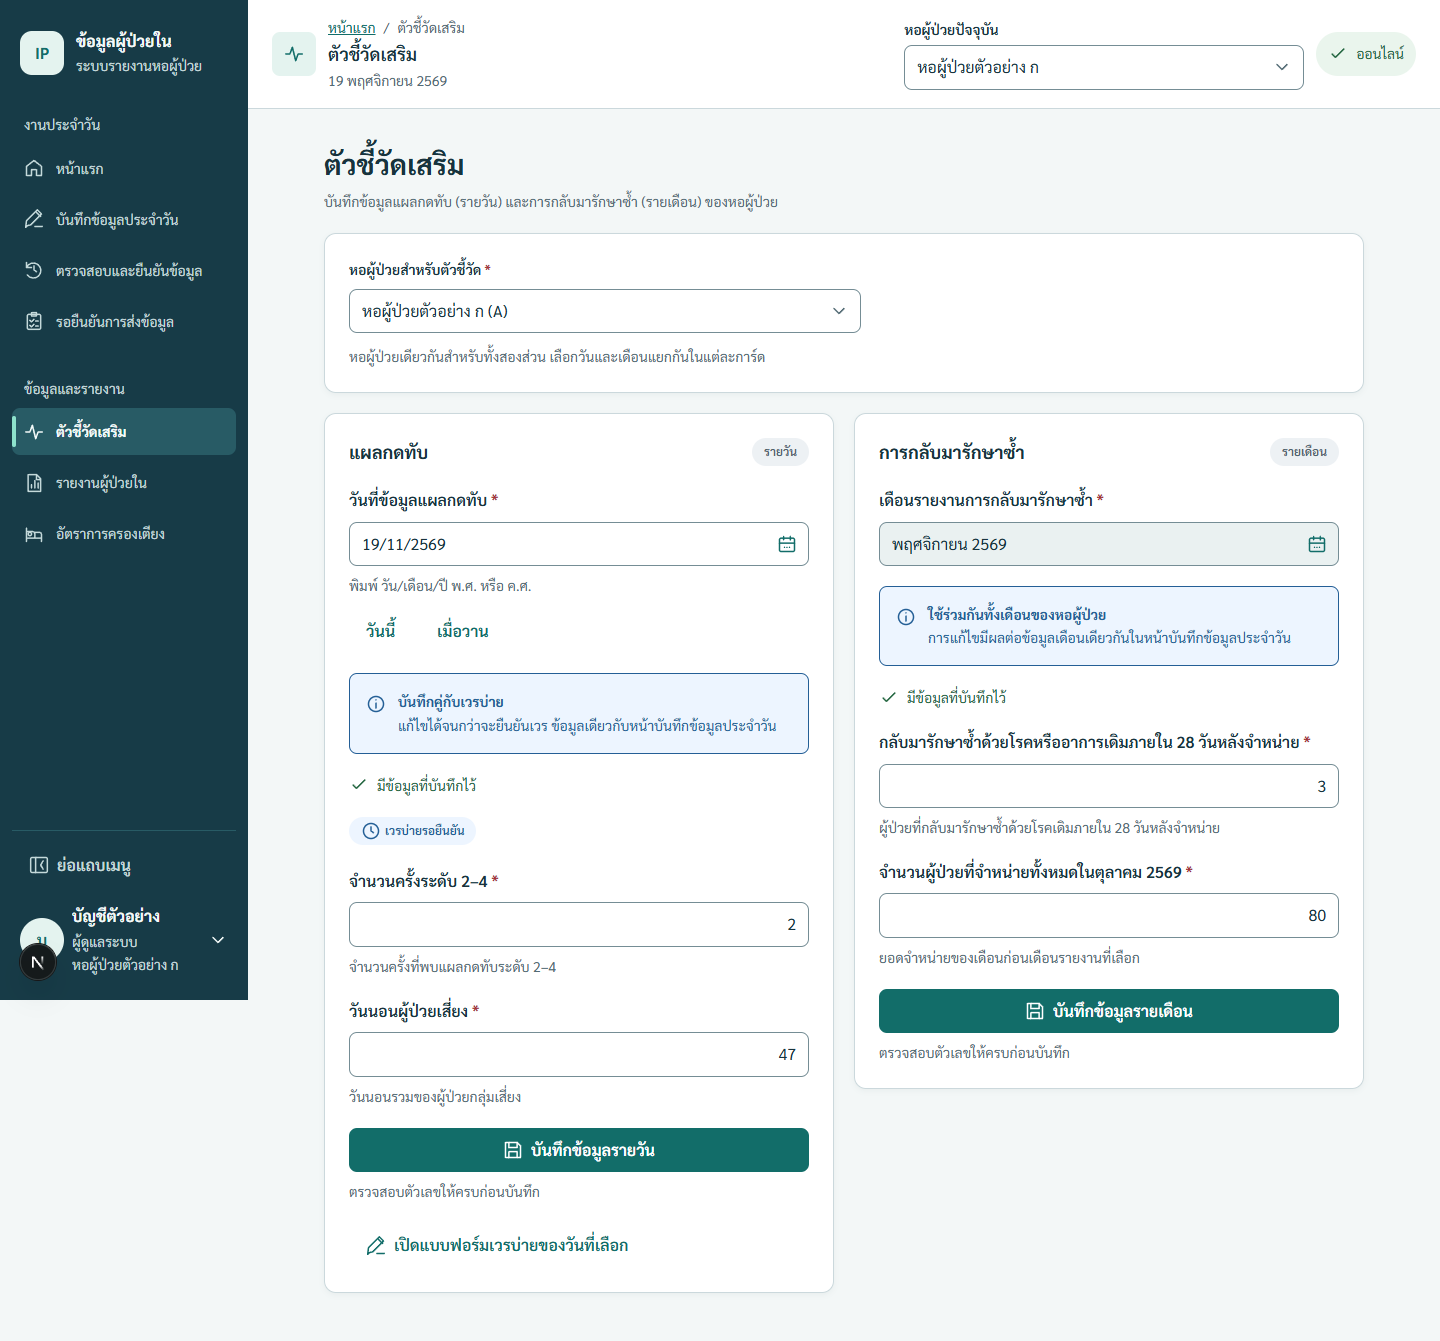 IP
ข้อมูลผู้ป่วยใน
ระบบรายงานหอผู้ป่วย
งานประจำวัน
หน้าแรก
บันทึกข้อมูลประจำวัน
ตรวจสอบและยืนยันข้อมูล
รอยืนยันการส่งข้อมูล
ข้อมูลและรายงาน
ตัวชี้วัดเสริม
รายงานผู้ป่วยใน
อัตราการครองเตียง
ย่อแถบเมนู
บัญชีตัวอย่าง
ผู้ดูแลระบบ
หอผู้ป่วยตัวอย่าง ก
N
หน้าแรก / ตัวชี้วัดเสริม
ตัวชี้วัดเสริม
19 พฤศจิกายน 2569
หอผู้ป่วยปัจจุบัน
หอผู้ป่วยตัวอย่าง ก
ออนไลน์
ตัวชี้วัดเสริม
บันทึกข้อมูลแผลกดทับ (รายวัน) และการกลับมารักษาซ้ำ (รายเดือน) ของหอผู้ป่วย
หอผู้ป่วยสำหรับตัวชี้วัด *
หอผู้ป่วยตัวอย่าง ก (A)
หอผู้ป่วยเดียวกันสำหรับทั้งสองส่วน เลือกวันและเดือนแยกกันในแต่ละการ์ด
แผลกดทับ
รายวัน
วันที่ข้อมูลแผลกดทับ *
19/11/2569
พิมพ์ วัน/เดือน/ปี พ.ศ. หรือ ค.ศ.
วันนี้
เมื่อวาน
บันทึกคู่กับเวรบ่าย
แก้ไขได้จนกว่าจะยืนยันเวร ข้อมูลเดียวกับหน้าบันทึกข้อมูลประจำวัน
มีข้อมูลที่บันทึกไว้
เวรบ่ายรอยืนยัน
จำนวนครั้งระดับ 2–4 *
2
จำนวนครั้งที่พบแผลกดทับระดับ 2–4
วันนอนผู้ป่วยเสี่ยง *
47
วันนอนรวมของผู้ป่วยกลุ่มเสี่ยง
บันทึกข้อมูลรายวัน
ตรวจสอบตัวเลขให้ครบก่อนบันทึก
เปิดแบบฟอร์มเวรบ่ายของวันที่เลือก
การกลับมารักษาซ้ำ
รายเดือน
เดือนรายงานการกลับมารักษาซ้ำ *
พฤศจิกายน 2569
ใช้ร่วมกันทั้งเดือนของหอผู้ป่วย
การแก้ไขมีผลต่อข้อมูลเดือนเดียวกันในหน้าบันทึกข้อมูลประจำวัน
มีข้อมูลที่บันทึกไว้
กลับมารักษาซ้ำด้วยโรคหรืออาการเดิมภายใน 28 วันหลังจำหน่าย *
3
ผู้ป่วยที่กลับมารักษาซ้ำด้วยโรคเดิมภายใน 28 วันหลังจำหน่าย
จำนวนผู้ป่วยที่จำหน่ายทั้งหมดในตุลาคม 2569 *
80
ยอดจำหน่ายของเดือนก่อนเดือนรายงานที่เลือก
บันทึกข้อมูลรายเดือน
ตรวจสอบตัวเลขให้ครบก่อนบันทึก